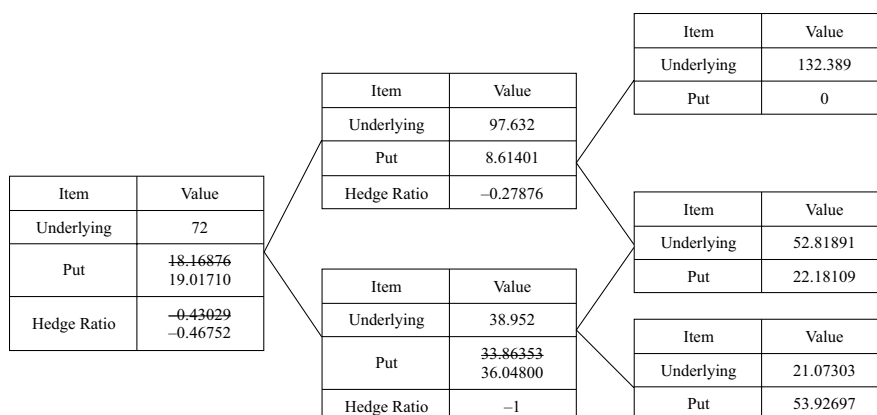 Item Value
Underlying 72
Put 18.16876
19.01710
Hedge Ratio –0.43029
–0.46752
Item Value
Underlying 97.632
Put 8.61401
Hedge Ratio –0.27876
Item Value
Underlying 38.952
Put 33.86353
36.04800
Hedge Ratio –1
Item Value
Underlying 132.389
Put 0
Item Value
Underlying 52.81891
Put 22.18109
Item Value
Underlying 21.07303
Put 53.92697